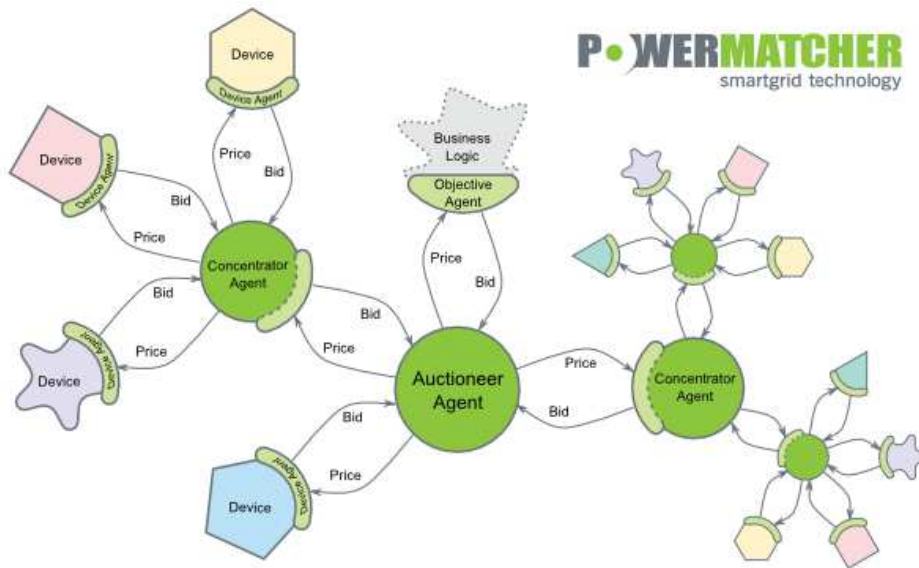 POWERMATCHER
smartgrid technology
Device
Device Agent
Price
Bid
Device
Device Agent
Bid
Price
Business
Logic
Objective
Agent
Price
Bid
Concentrator
Agent
Bid
Price
Device
Device Agent
Bid
Price
Auctioneer
Agent
Price
Bid
Concentrator
Agent
Bid
Price
Device
Device Agent